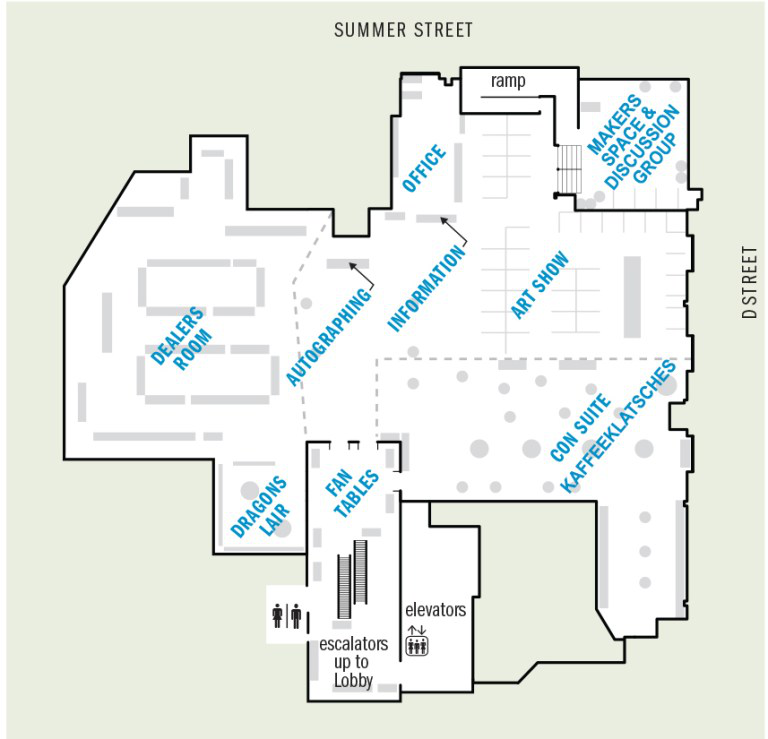 SUMMER STREET
ramp
MAKERS
SPACE &
DISCUSSION
GROUP
OFFICE
D STREET
INFORMATION
ART SHOW
AUTOGRAPHING
DEALERS
ROOM
CON SUITE
KAFFEEKLATSCHES
FAN
TABLES
DRAGONS
LAIR
elevators
escalators
up to
Lobby